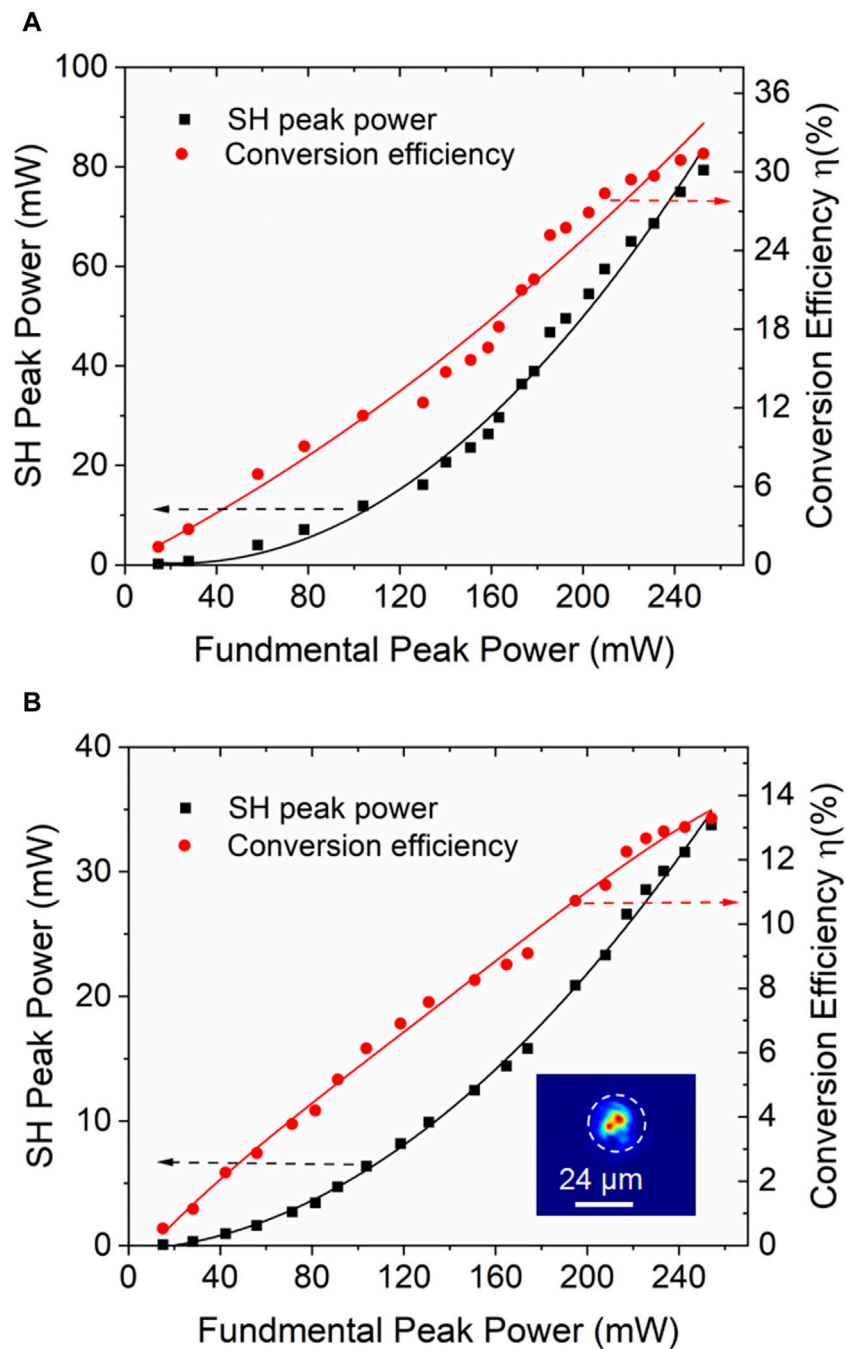 A
100
80
60
40
20
0
SH Peak Power (mW)
SH peak power
Conversion efficiency
36
30
24
18
12
6
0
Conversion Efficiency η(%)
0 40 80 120 160 200 240
Fundmental Peak Power (mW)
B
40
30
20
10
0
SH Peak Power (mW)
SH peak power
Conversion efficiency
14
12
10
8
6
4
2
0
Conversion Efficiency η(%)
24 μm
0 40 80 120 160 200 240
Fundmental Peak Power (mW)